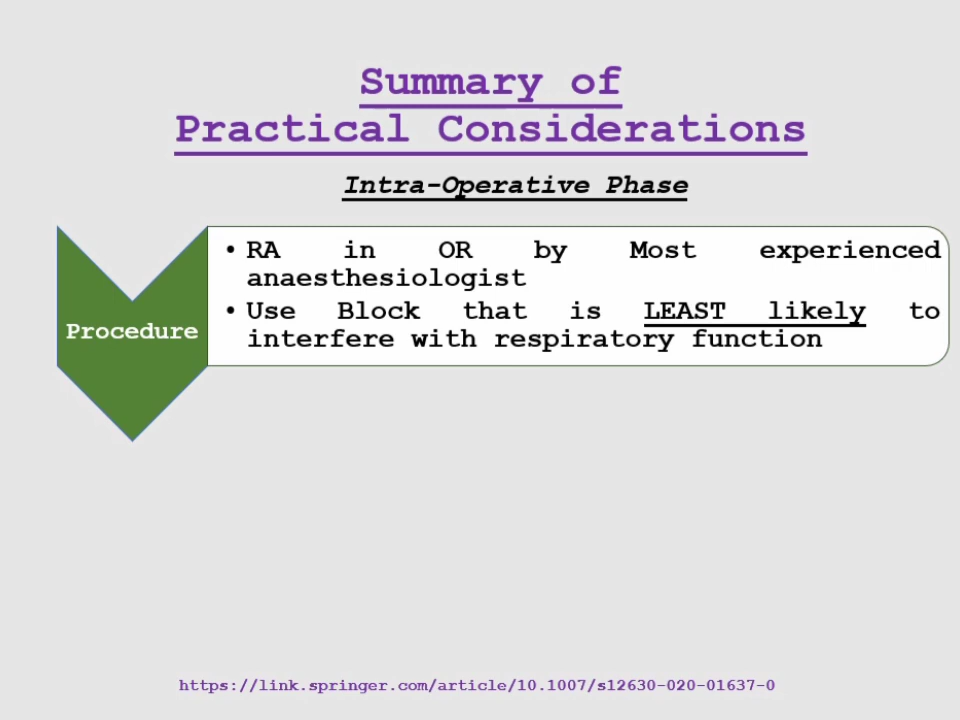 Summary of
Practical Considerations
Intra-Operative Phase
Procedure
• RA in OR by Most experienced
anaesthesiologist
• Use Block that is LEAST likely to
interfere with respiratory function
https://link.springer.com/article/10.1007/s12630-020-01637-0